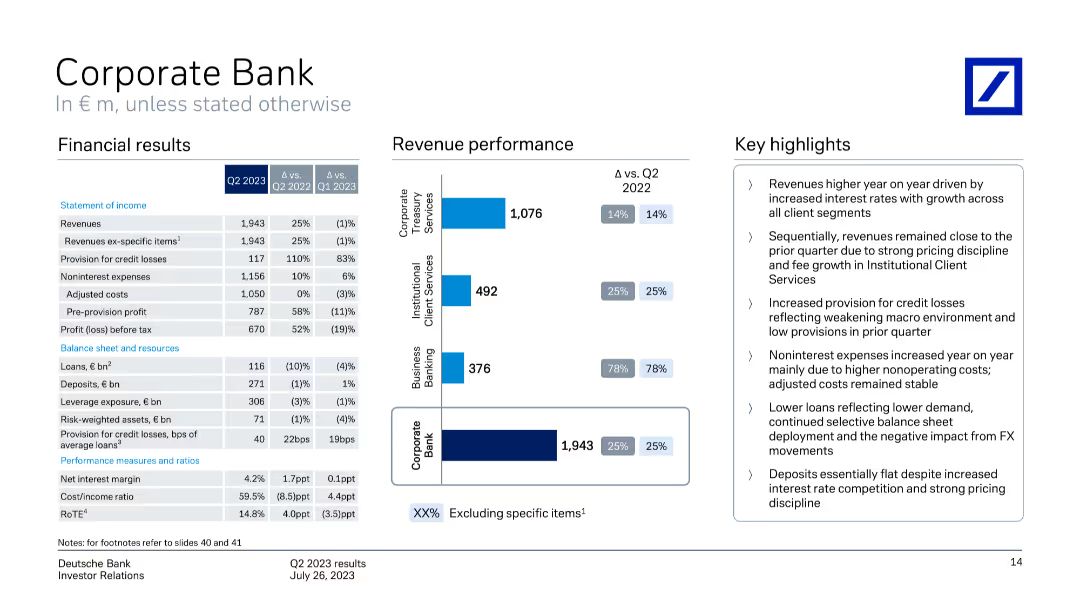 Corporate Bank
In € m, unless stated otherwise
Financial results
Q2 2023 Δ vs. Q2 2022 Δ vs. Q1 2023
Statement of income
Revenues 1,943 25% (1)%
Revenues ex-specific items1 1,943 25% (1)%
Provision for credit losses 117 110% 83%
Noninterest expenses 1,156 10% 6%
Adjusted costs 1,050 0% (3)%
Pre-provision profit 787 58% (11)%
Profit (loss) before tax 670 52% (19)%
Balance sheet and resources
Loans, € bn2 116 (10)% (4)%
Deposits, € bn 271 (1)% 1%
Leverage exposure, € bn 306 (3)% (1)%
Risk-weighted assets, € bn 71 (1)% (4)%
Provision for credit losses, bps of
average loans3 40 22bps 19bps
Performance measures and ratios
Net interest margin 4.2% 1.7ppt 0.1ppt
Cost/income ratio 59.5% (8.5)ppt 4.4ppt
RoTE4 14.8% 4.0ppt (3.5)ppt
Revenue performance
Δ vs. Q2
2022
Corporate
Treasury
Services
1,076 14% 14%
Institutional
Client Services
492 25% 25%
Business
Banking
376 78% 78%
Corporate
Bank
1,943 25% 25%
XX% Excluding specific items1
Key highlights
〉 Revenues higher year on year driven by
increased interest rates with growth across
all client segments
〉 Sequentially, revenues remained close to the
prior quarter due to strong pricing discipline
and fee growth in Institutional Client
Services
〉 Increased provision for credit losses
reflecting weakening macro environment and
low provisions in prior quarter
〉 Noninterest expenses increased year on year
mainly due to higher nonoperating costs;
adjusted costs remained stable
〉 Lower loans reflecting lower demand,
continued selective balance sheet
deployment and the negative impact from FX
movements
〉 Deposits essentially flat despite increased
interest rate competition and strong pricing
discipline
Notes: for footnotes refer to slides 40 and 41
Deutsche Bank
Investor Relations
Q2 2023 results
July 26, 2023
14